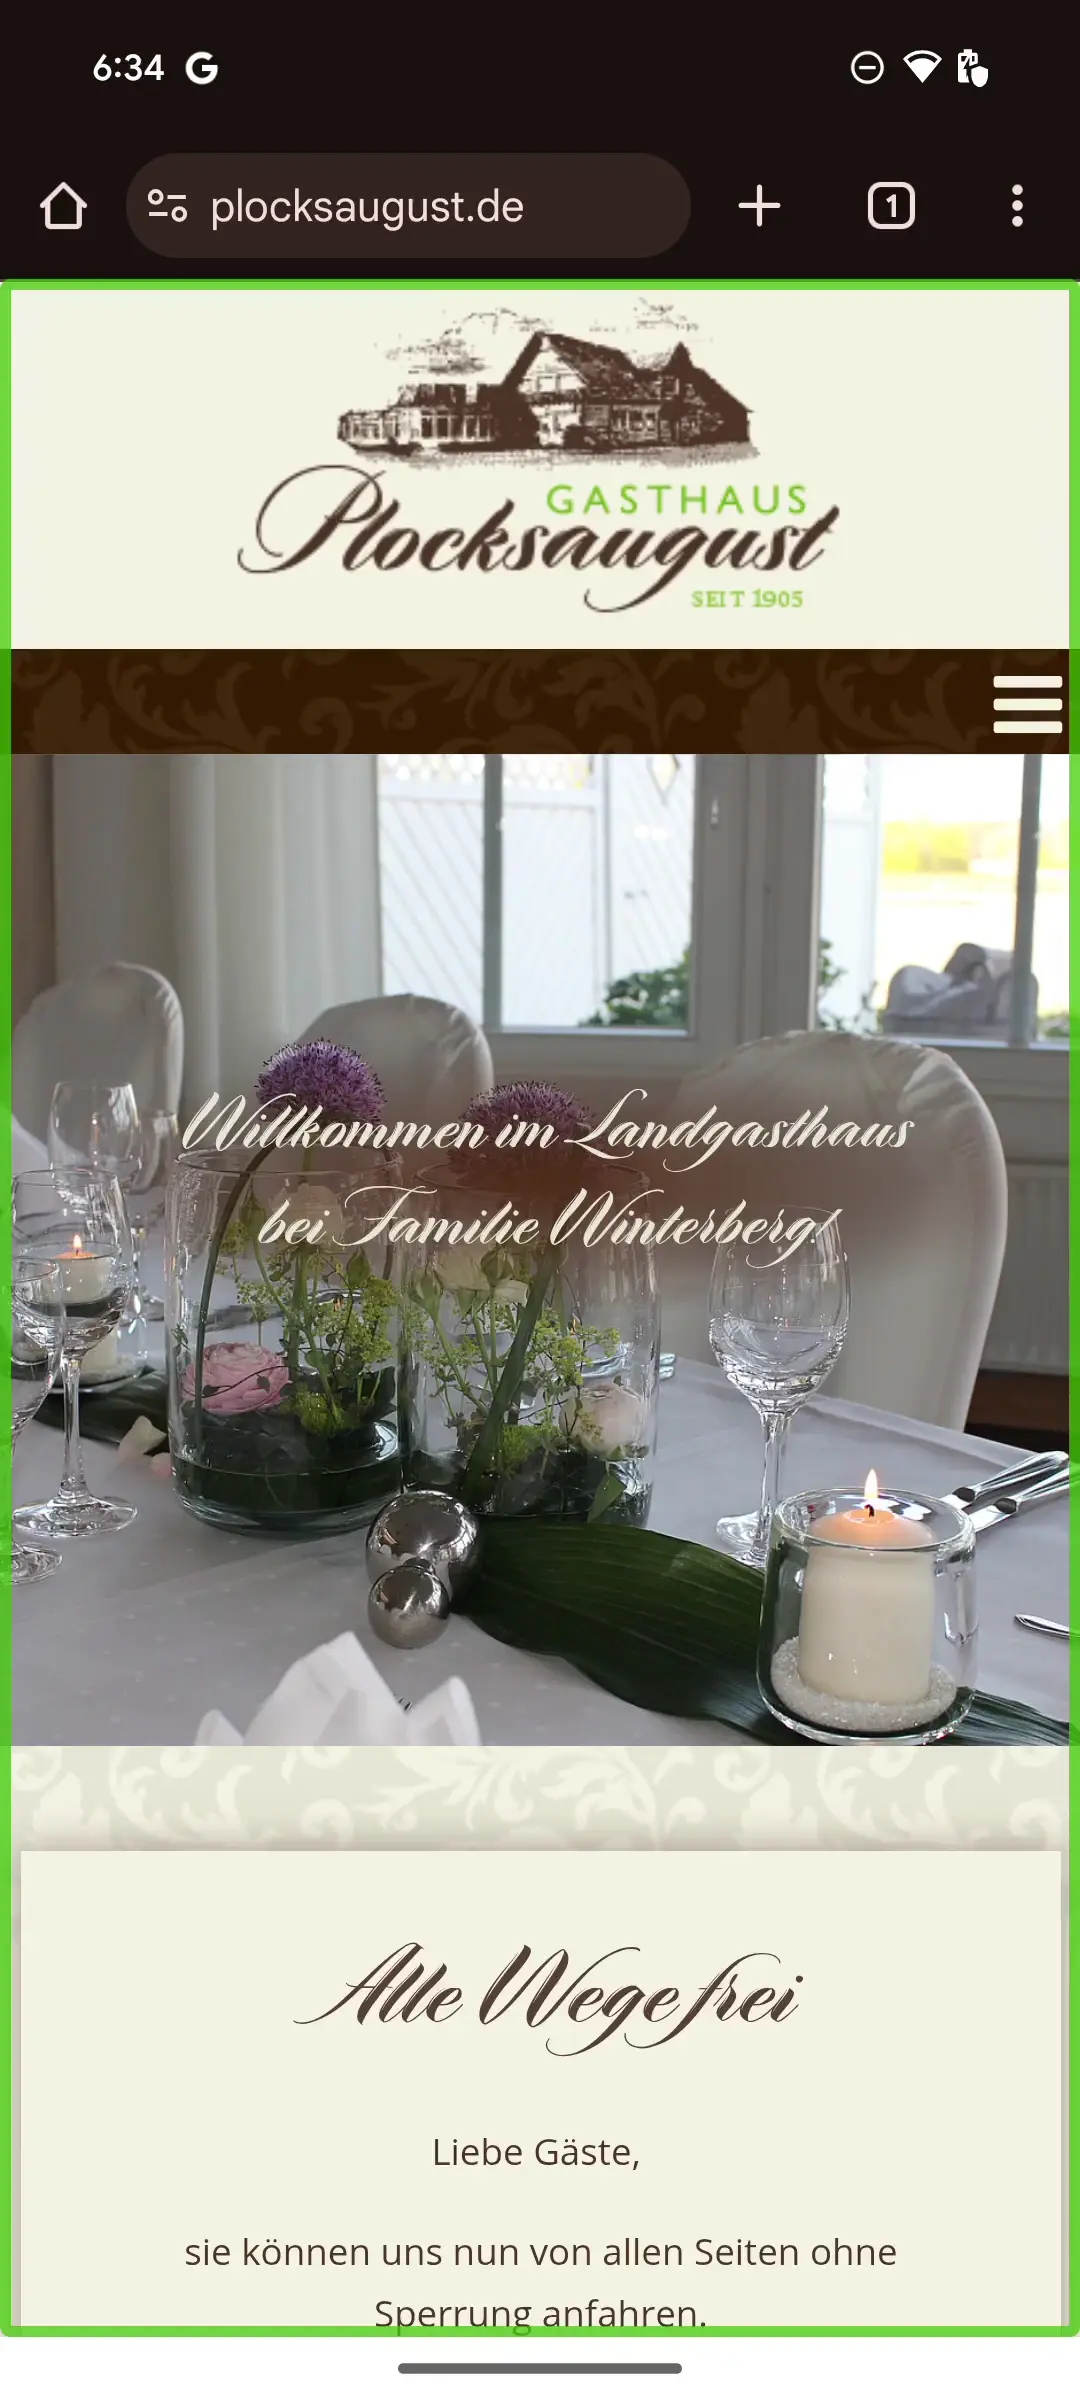 6:34
plocksaugust.de
1
GASTHAUS
Plocksaugust
SEIT 1905
Willkommen im Landgasthaus
bei Familie Winterberg!
Alle Wege frei
Liebe Gäste,
sie können uns nun von allen Seiten ohne
Sperrung anfahren.